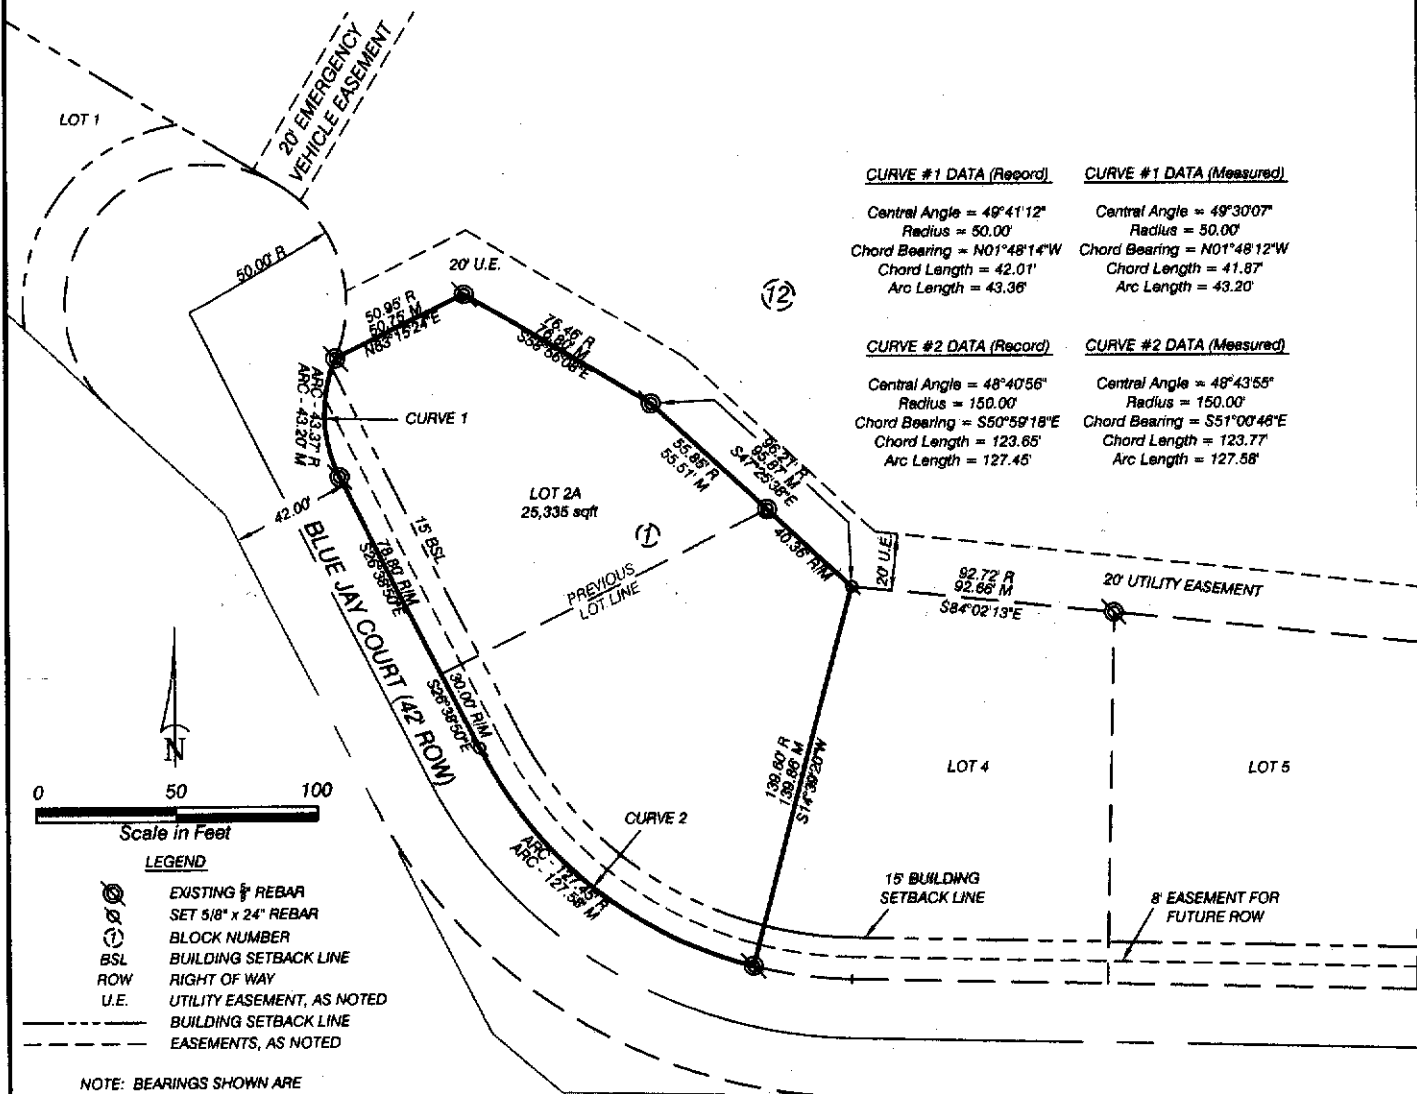 20' EMERGENCY
VEHICLE EASEMENT
LOT 1
50.00' R
20' U.E.
12
50.95' R
50.75' M
N63°15'24"E
76.46' R
76.80' M
S58°56'08"E
CURVE #1 DATA (Record)
Central Angle = 49°41'12"
Radius = 50.00'
Chord Bearing = N01°48'14"W
Chord Length = 42.01'
Arc Length = 43.36'
CURVE #1 DATA (Measured)
Central Angle = 49°30'07"
Radius = 50.00'
Chord Bearing = N01°48'12"W
Chord Length = 41.87'
Arc Length = 43.20'
CURVE #2 DATA (Record)
Central Angle = 48°40'56"
Radius = 150.00'
Chord Bearing = S50°59'18"E
Chord Length = 123.65'
Arc Length = 127.45'
CURVE #2 DATA (Measured)
Central Angle = 48°43'55"
Radius = 150.00'
Chord Bearing = S51°00'46"E
Chord Length = 123.77'
Arc Length = 127.58'
ARC - 43.37' R
ARC - 43.20' M
CURVE 1
55.85' R
55.51' M
96.21' R
95.87' M
S47°25'38"E
LOT 2A
25,335 sqft
1
42.00'
15' BSL
40.36' R/M
20' U.E.
92.72' R
92.66' M
S84°02'13"E
20' UTILITY EASEMENT
78.80' R/M
S26°38'50"E
PREVIOUS
LOT LINE
BLUE JAY COURT (42' ROW)
30.00' R/M
S26°38'50"E
139.60' R
139.86' M
S14°39'20"W
LOT 4
LOT 5
N
0 50 100
Scale in Feet
CURVE 2
ARC - 127.45' R
ARC - 127.58' M
15' BUILDING
SETBACK LINE
8' EASEMENT FOR
FUTURE ROW
LEGEND
EXISTING ⅝" REBAR
SET 5/8" x 24" REBAR
1 BLOCK NUMBER
BSL BUILDING SETBACK LINE
ROW RIGHT OF WAY
U.E. UTILITY EASEMENT, AS NOTED
BUILDING SETBACK LINE
EASEMENTS, AS NOTED
NOTE: BEARINGS SHOWN ARE